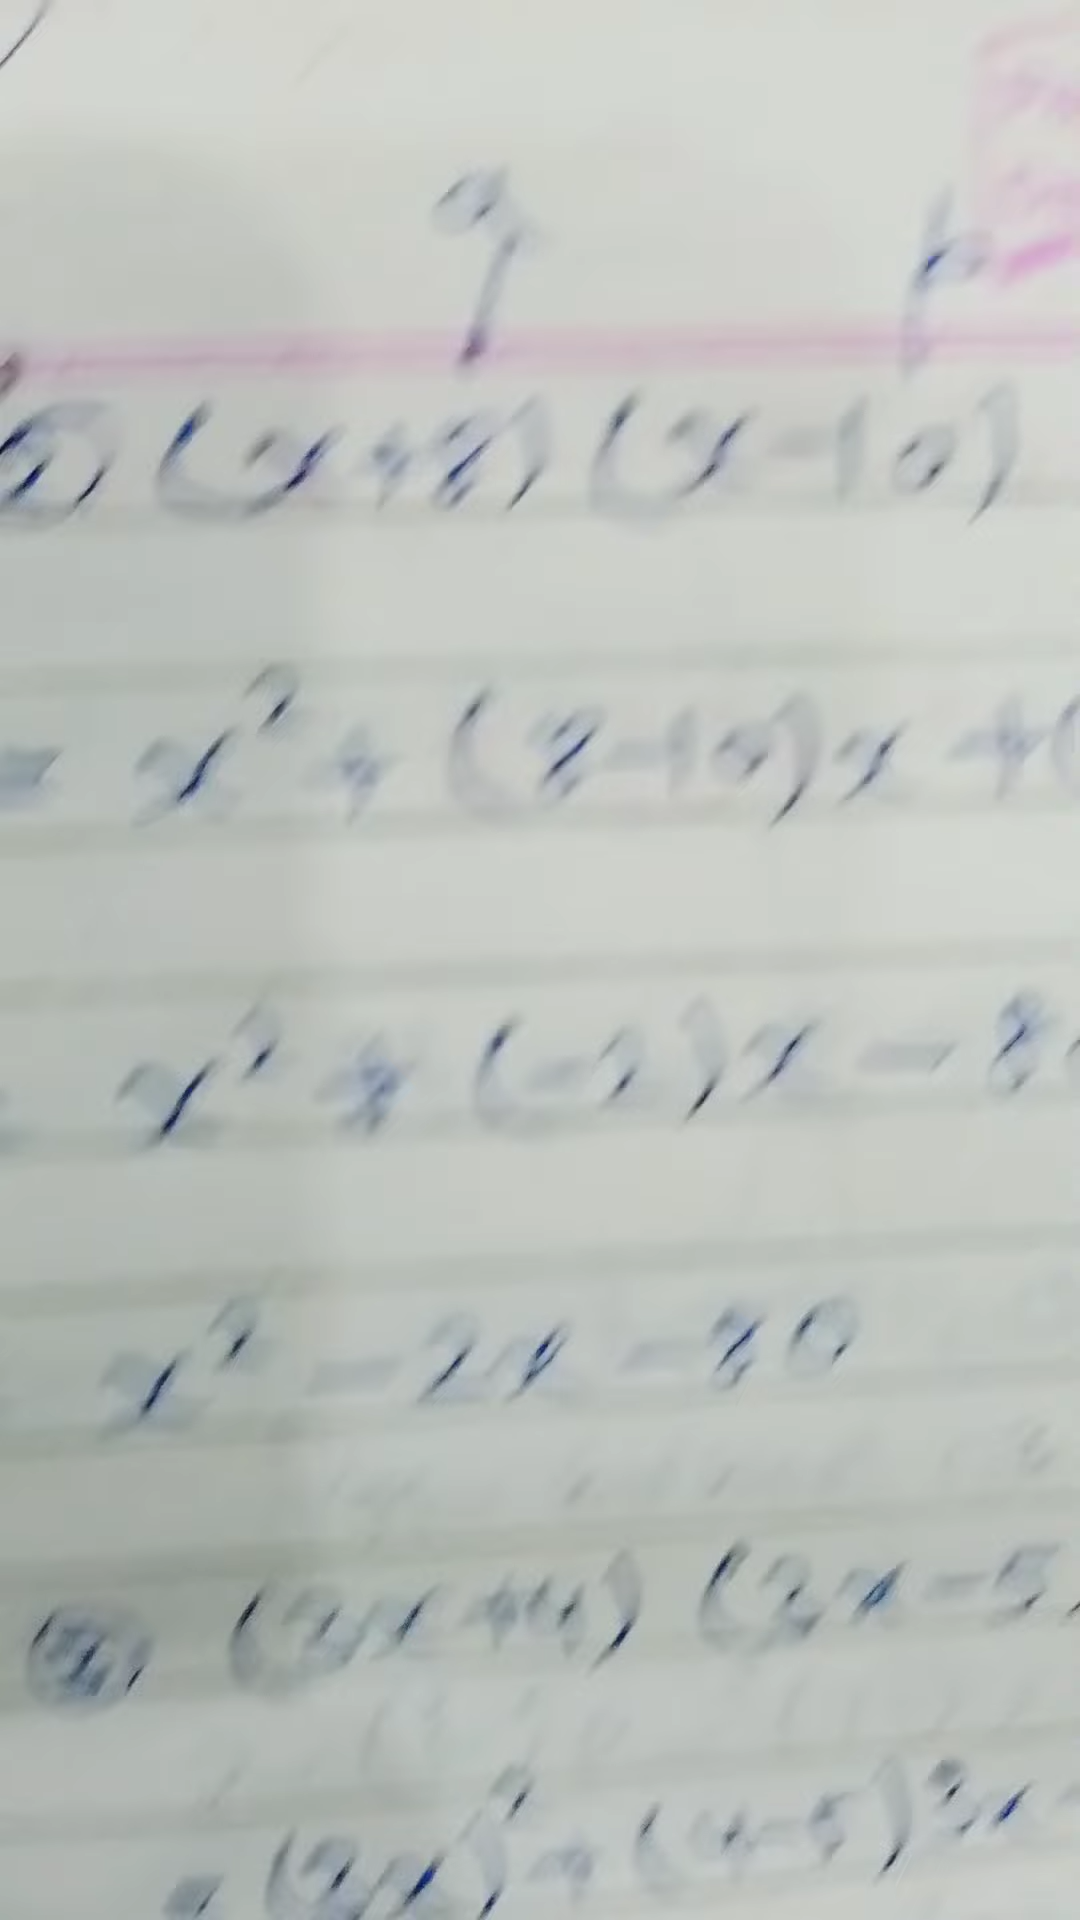 a b
② (x+8) (x-10)
= x² + (8-10)x + (
x² + (-2)x - 8
x² - 2x - 80
(3x+4) (3x-5
= (3x)² + (4-5)3x